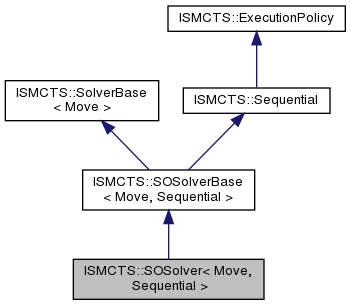 ISMCTS::ExecutionPolicy
ISMCTS::SolverBase
< Move >
ISMCTS::Sequential
ISMCTS::SOSolverBase
< Move, Sequential >
ISMCTS::SOSolver< Move,
Sequential >